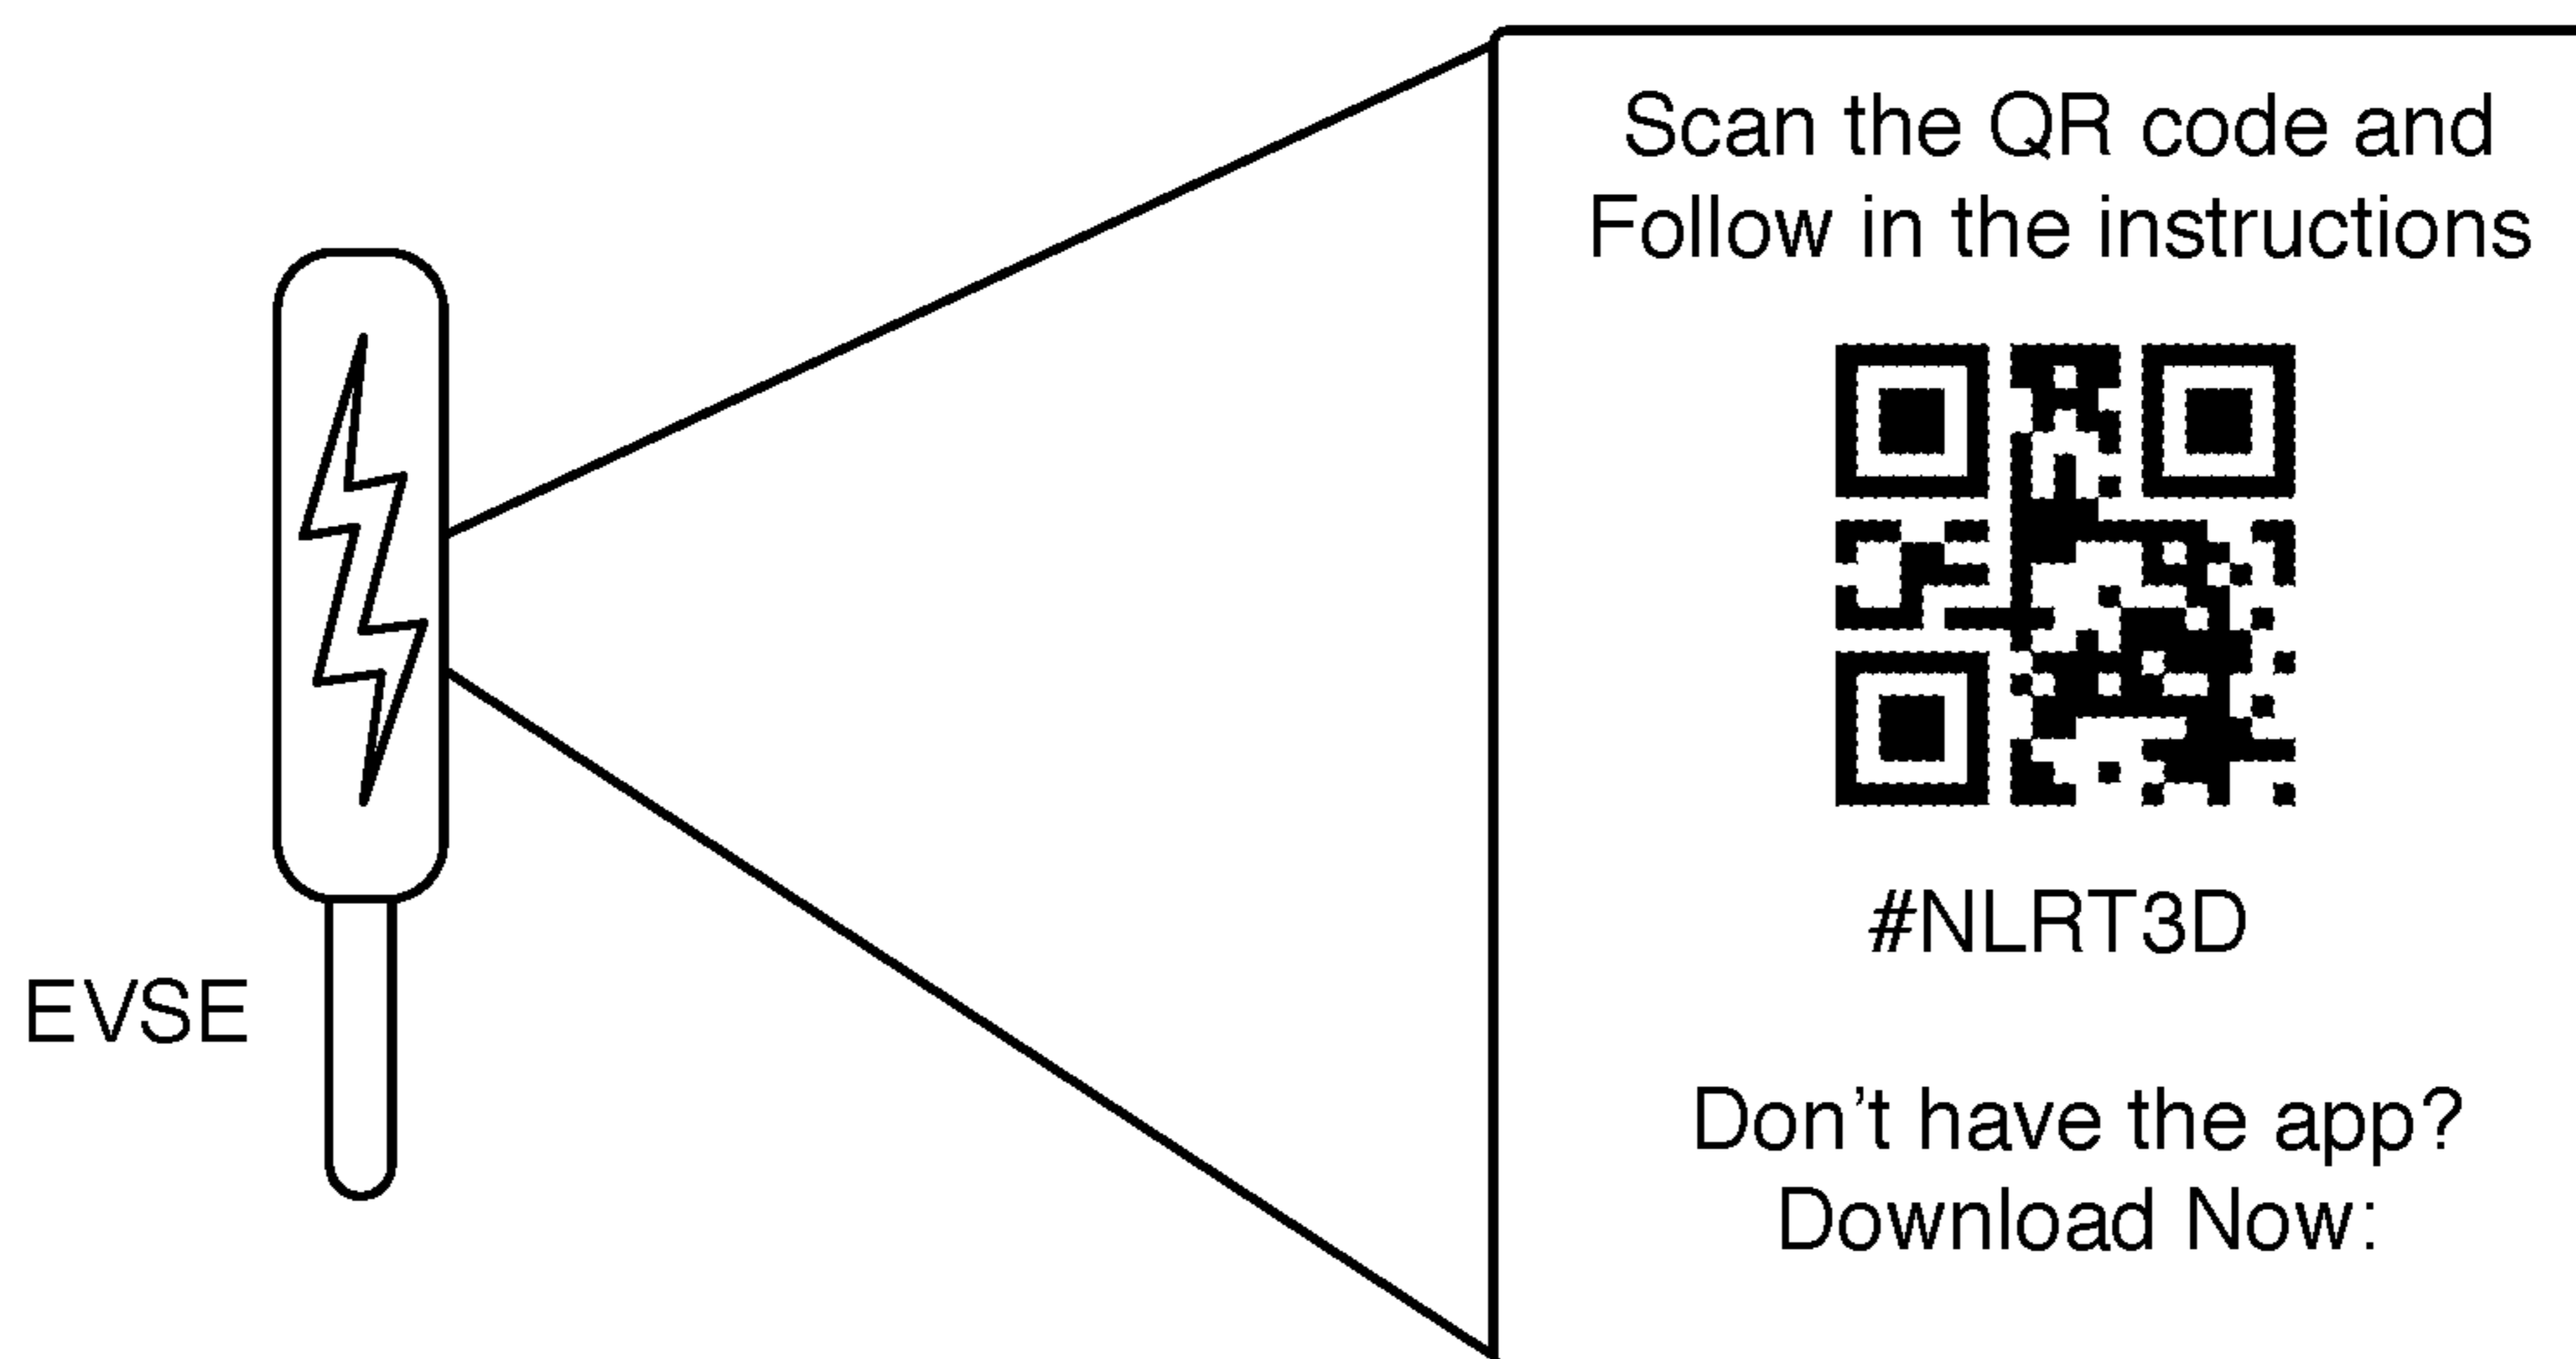 Scan the QR code and
Follow in the instructions
#NLRT3D
EVSE
Don't have the app?
Download Now: